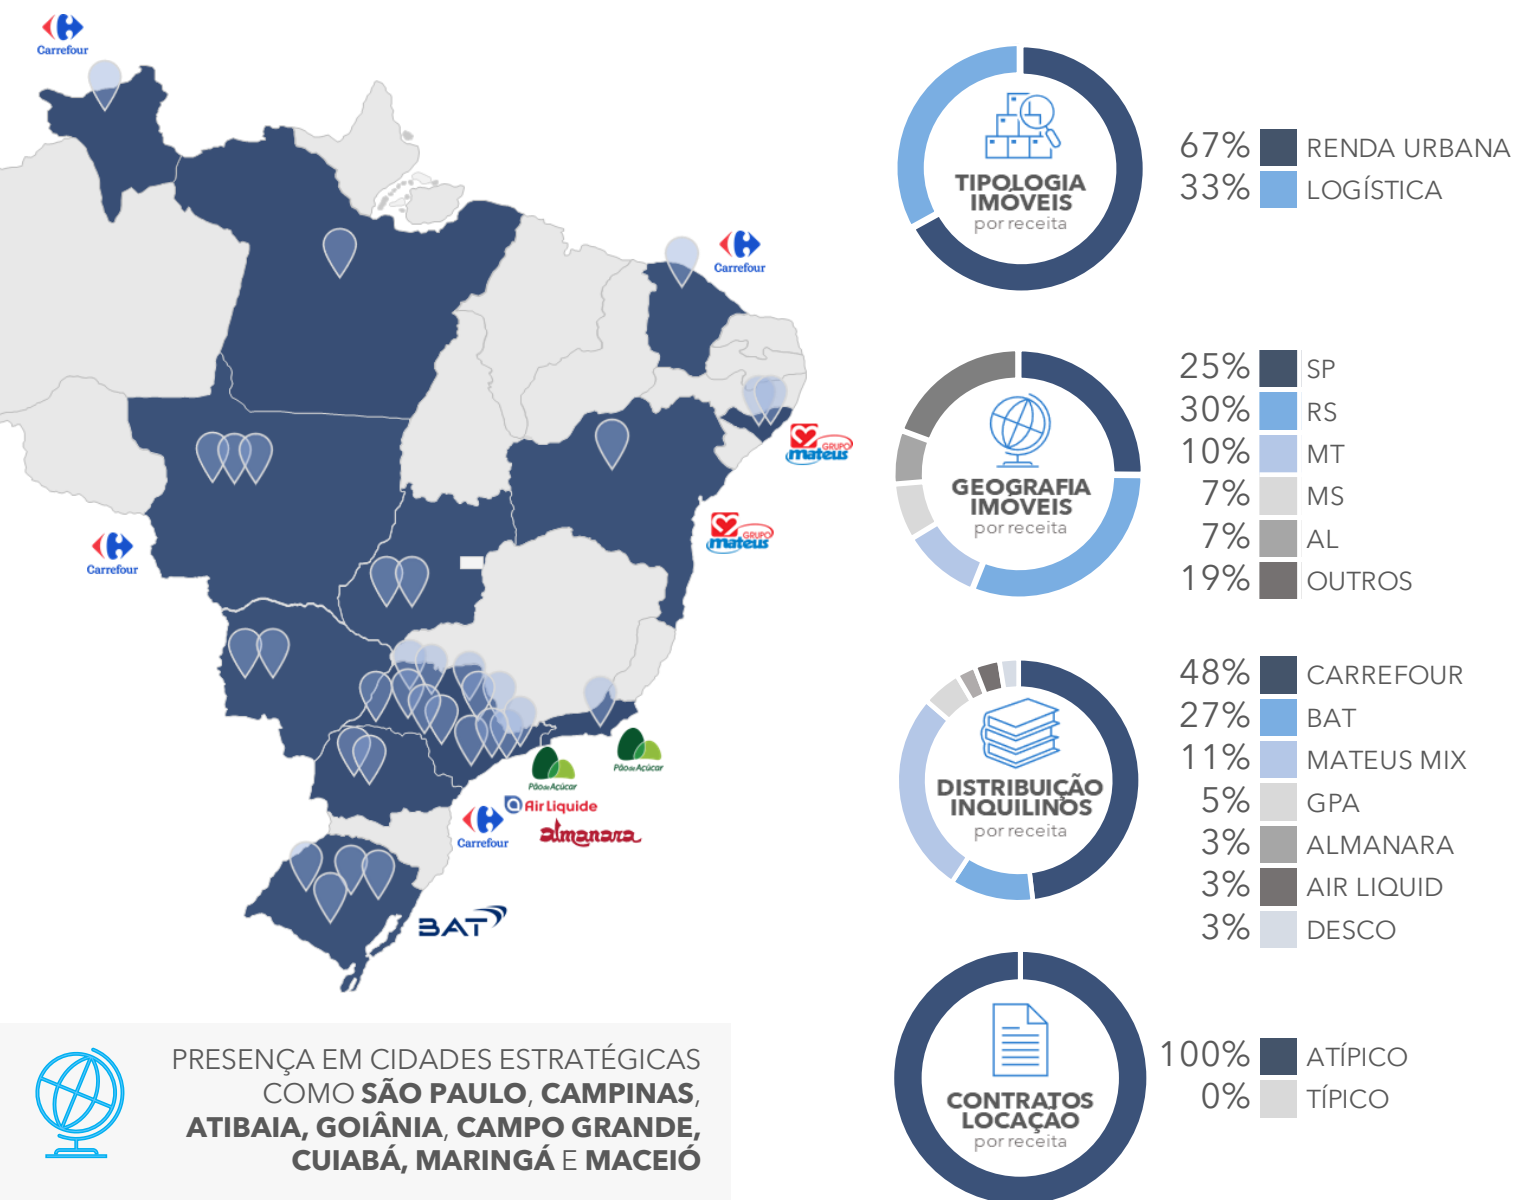 Carrefour
Carrefour
GRUPO
mateus
GRUPO
mateus
Carrefour
Pão de Açúcar
Pão de Açúcar
Air Liquide
Carrefour
almanara
BAT
PRESENÇA EM CIDADES ESTRATÉGICAS
COMO SÃO PAULO, CAMPINAS,
ATIBAIA, GOIÂNIA, CAMPO GRANDE,
CUIABÁ, MARINGÁ E MACEIÓ
TIPOLOGIA
IMÓVEIS
por receita
67% RENDA URBANA
33% LOGÍSTICA
GEOGRAFIA
IMÓVEIS
por receita
25% SP
30% RS
10% MT
7% MS
7% AL
19% OUTROS
DISTRIBUIÇÃO
INQUILINOS
por receita
48% CARREFOUR
27% BAT
11% MATEUS MIX
5% GPA
3% ALMANARA
3% AIR LIQUID
3% DESCO
CONTRATOS
LOCAÇÃO
por receita
100% ATÍPICO
0% TÍPICO